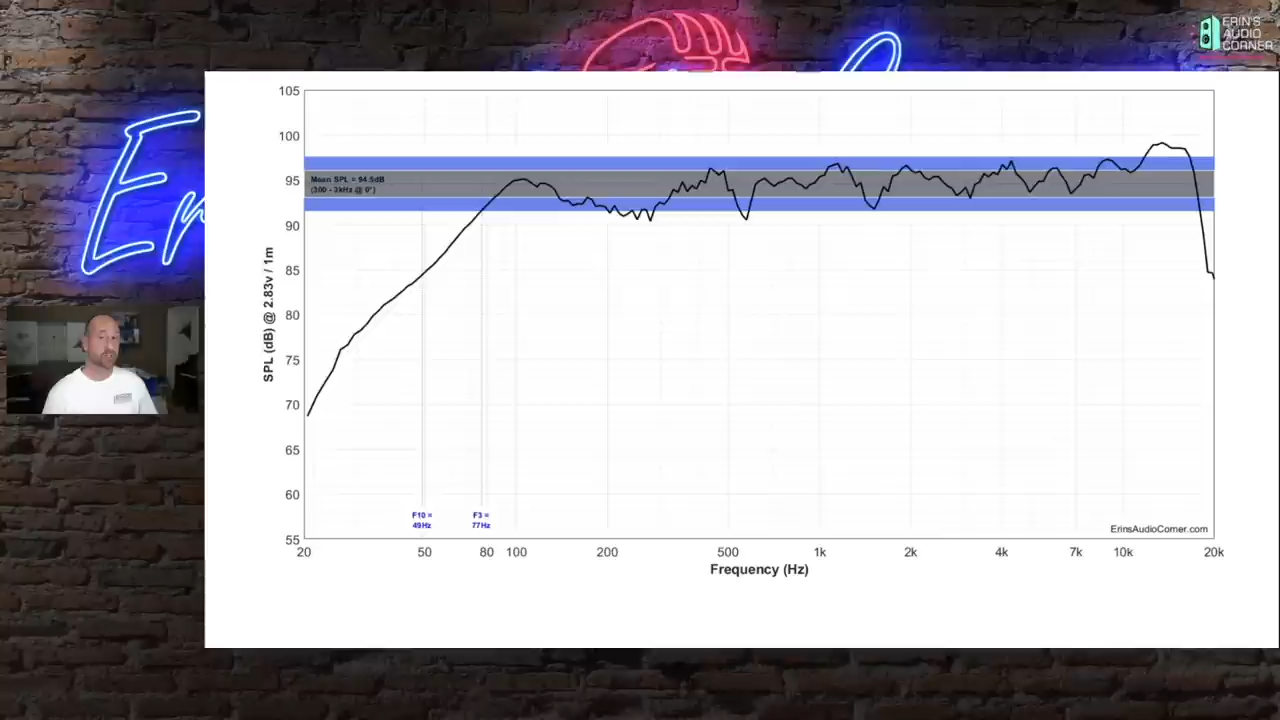 ERIN'S
AUDIO
CORNER
Er
105
100
95
90
85
80
75
70
65
60
55
SPL (dB) @ 2.83v / 1m
Mean SPL = 94.5dB
(300 - 3kHz @ 0°)
F10 =
49Hz
F3 =
77Hz
ErinsAudioCorner.com
20 50 80 100 200 500 1k 2k 4k 7k 10k 20k
Frequency (Hz)